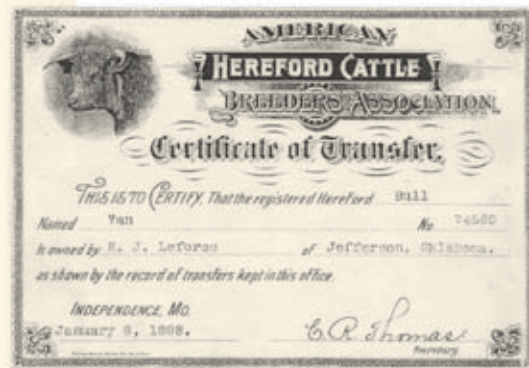 AMERICAN
HEREFORD CATTLE
BREEDERS ASSOCIATION
Certificate of Transfer.
THIS IS TO CERTIFY, That the registered Hereford Bull
Named Van No
is owned by H. J. Leforce of Jefferson, Oklahoma.
as shown by the record of transfers kept in this office.
INDEPENDENCE, MO.
January 8, 1898.
C. R. Thomas
Secretary